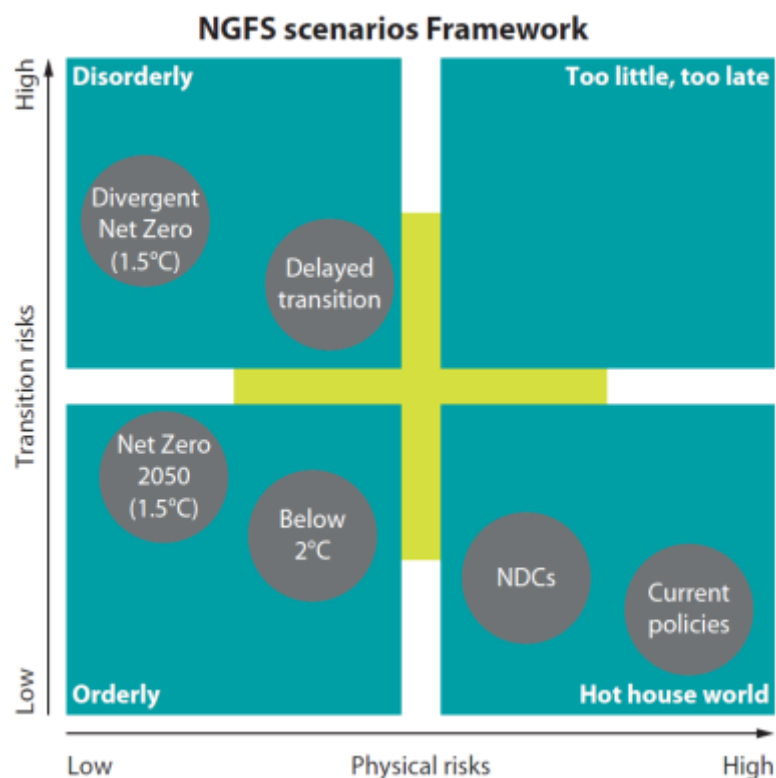 NGFS scenarios Framework
High
Disorderly
Too little, too late
Divergent
Net Zero
(1.5°C)
Delayed
transition
Transition risks
Net Zero
2050
(1.5°C)
Below
2°C
NDCs
Current
policies
Low
Orderly
Hot house world
Low
Physical risks
High